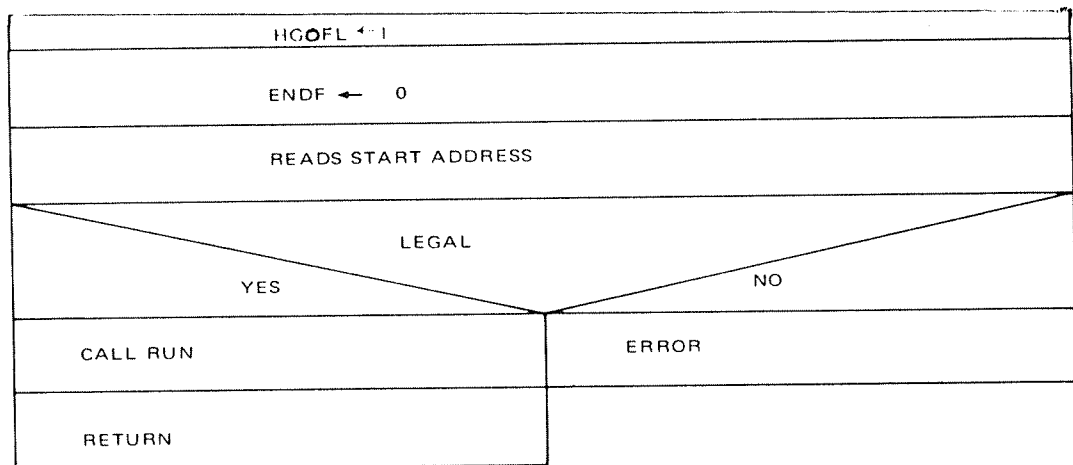 HGOFL ← 1
ENDF ← 0
READS START ADDRESS
LEGAL
YES
NO
CALL RUN
ERROR
RETURN